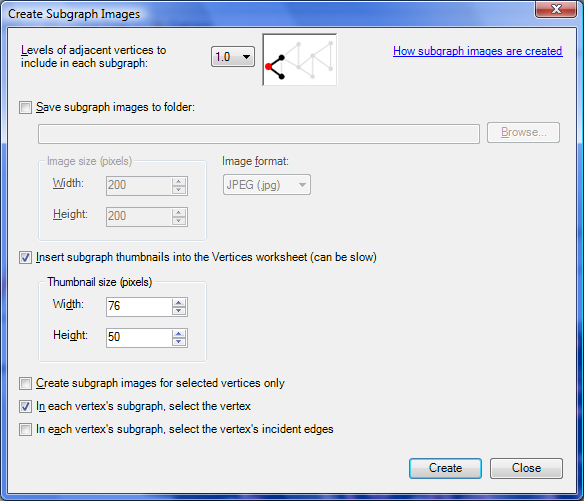 Create Subgraph Images
Levels of adjacent vertices to
include in each subgraph:
1.0
How subgraph images are created
Save subgraph images to folder:
Browse...
Image size (pixels)
Image format:
Width:
200
JPEG (.jpg)
Height:
200
Insert subgraph thumbnails into the Vertices worksheet (can be slow)
Thumbnail size (pixels)
Width:
76
Height:
50
Create subgraph images for selected vertices only
In each vertex's subgraph, select the vertex
In each vertex's subgraph, select the vertex's incident edges
Create
Close